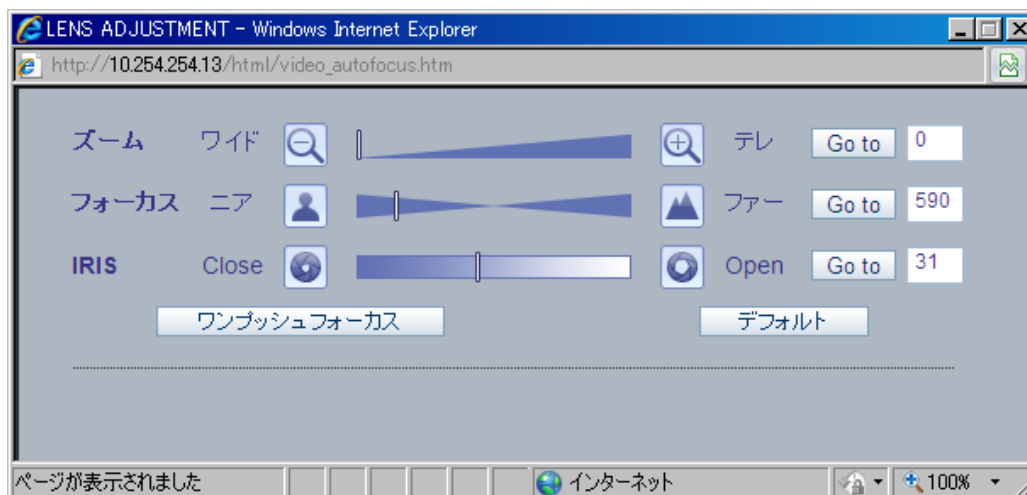 LENS ADJUSTMENT - Windows Internet Explorer
http://10.254.254.13/html/video_autofocus.htm
ズーム ワイド テレ Go to 0
フォーカス ニア ファー Go to 590
IRIS Close Open Go to 31
ワンプッシュフォーカス デフォルト
ページが表示されました インターネット 100%